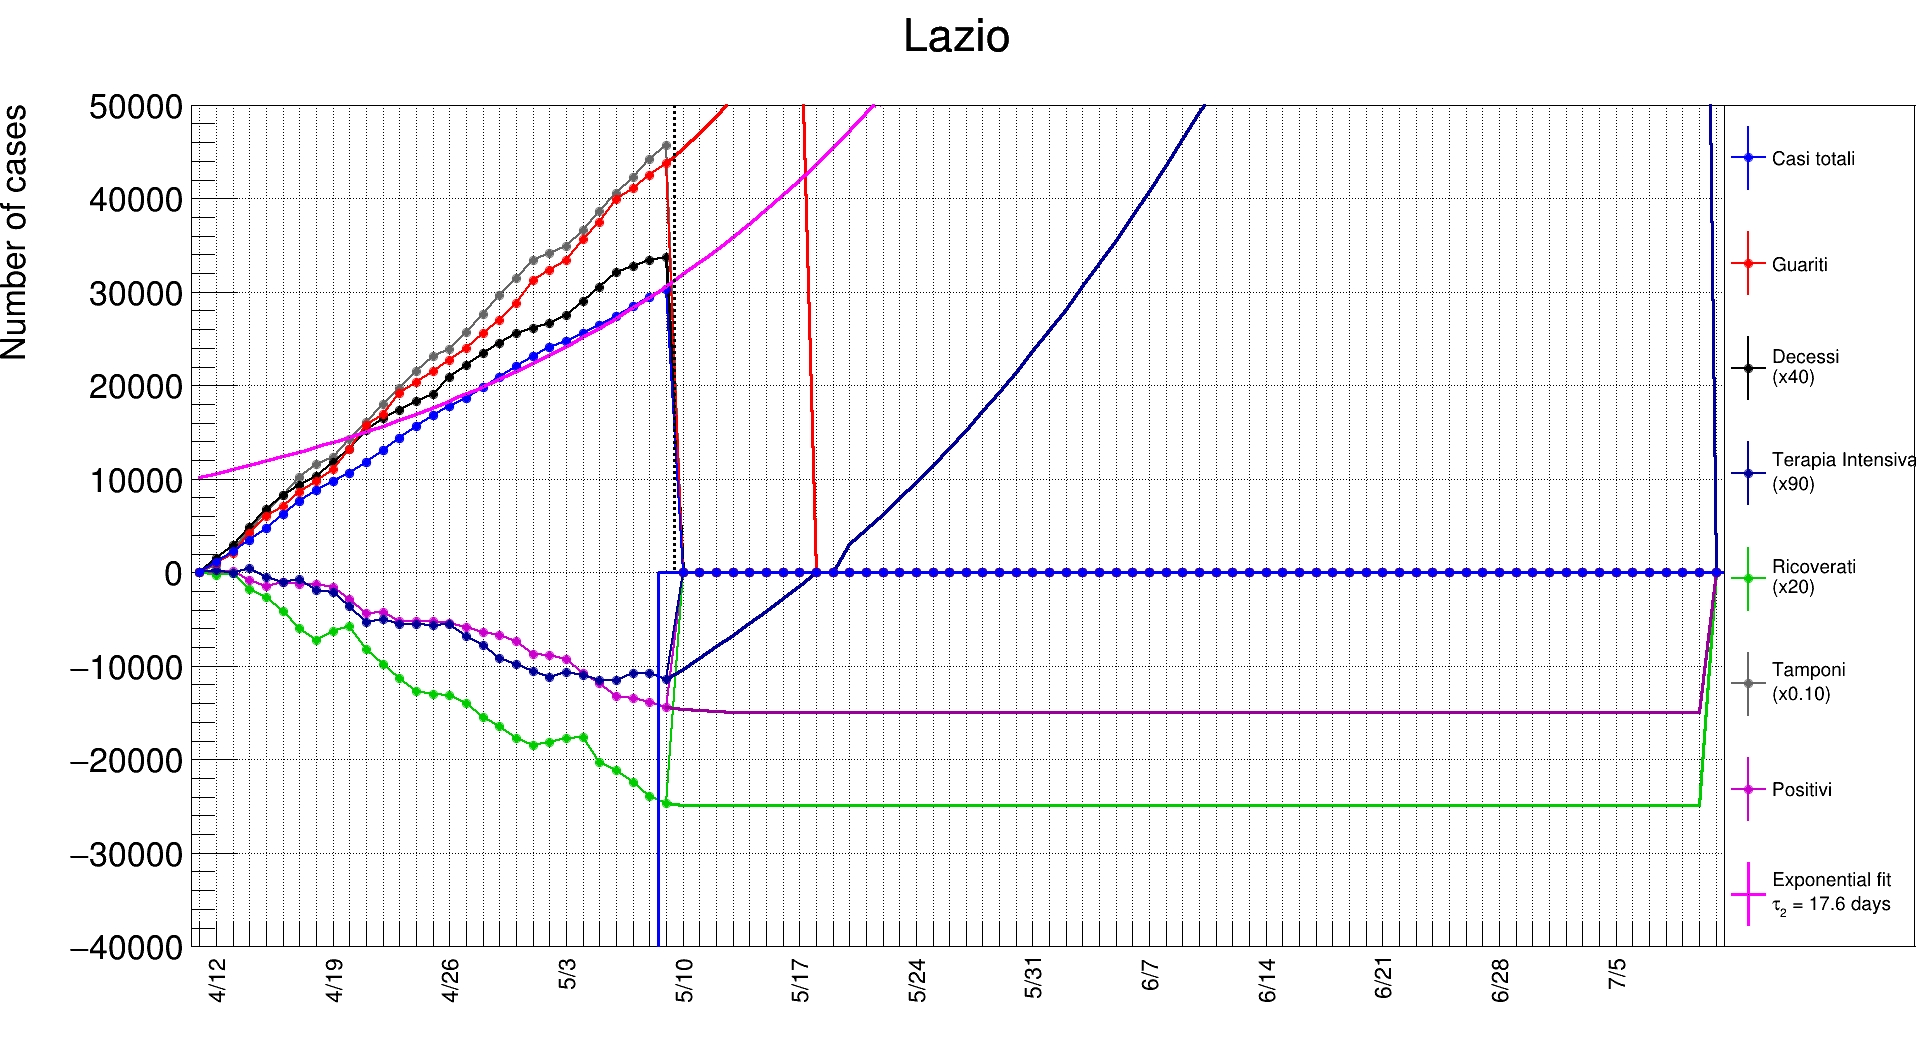 Lazio
Number of cases
50000
40000
30000
20000
10000
0
−10000
−20000
−30000
−40000
4/12
4/19
4/26
5/3
5/10
5/17
5/24
5/31
6/7
6/14
6/21
6/28
7/5
Casi totali
Guariti
Decessi
(x40)
Terapia Intensiva
(x90)
Ricoverati
(x20)
Tamponi
(x0.10)
Positivi
Exponential fit
τ2 = 17.6 days